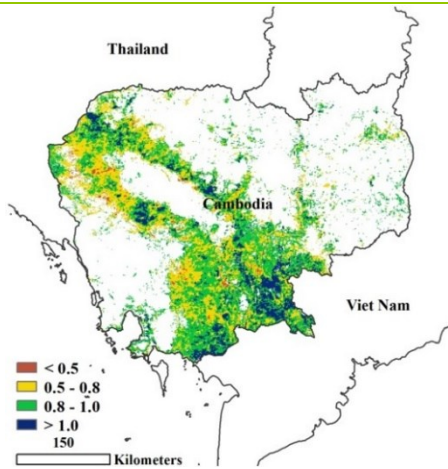 Thailand
Cambodia
Viet Nam
< 0.5
0.5 - 0.8
0.8 - 1.0
> 1.0
150
Kilometers